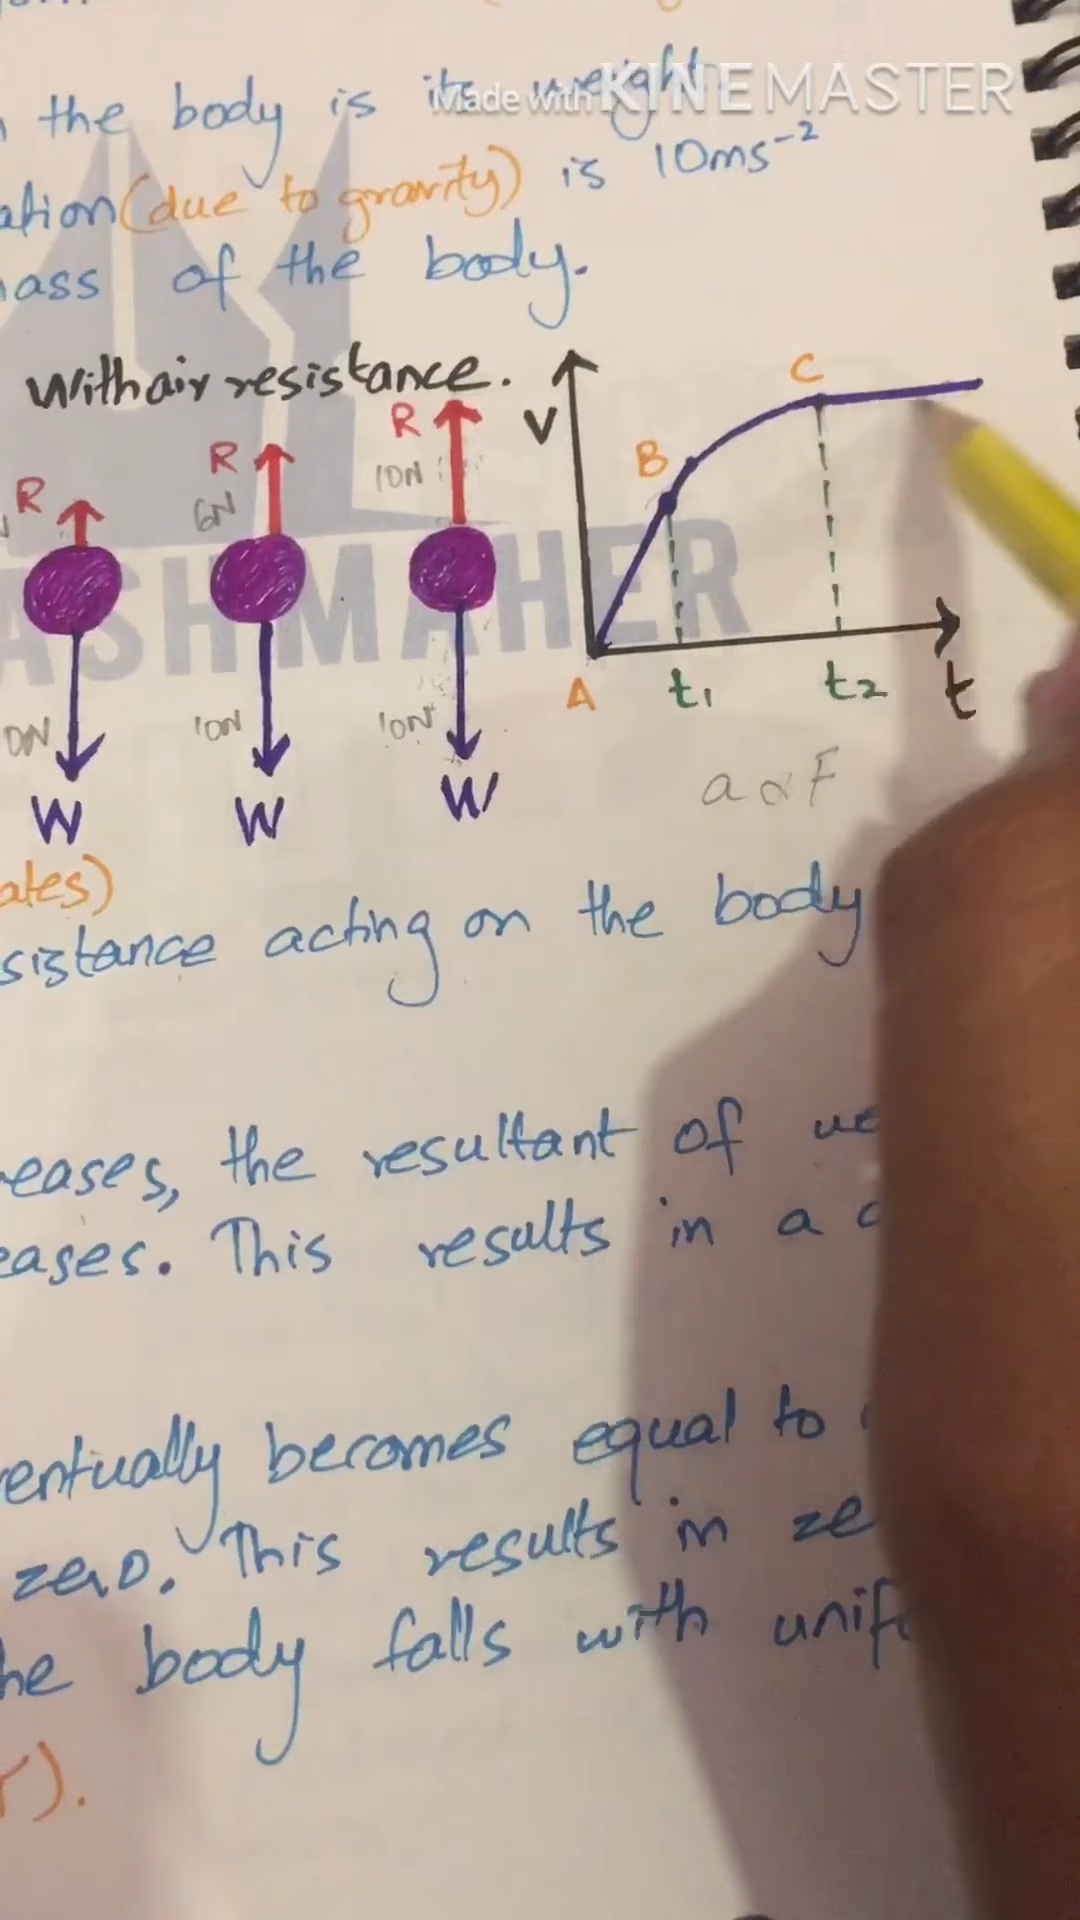 the body is its weight.
Made with KINEMASTER
ation (due to gravity) is 10ms⁻²
ass of the body.
With air resistance.
C
V
R
10N
B
R
6N
R
ASHMAHER
A
t₁
t₂
t
10N
10N
0N
W
W
W
a α F
ates)
sistance acting on the body
eases, the resultant of
eases. This results in a
entually becomes equal to
zero. This results in ze
he body falls with unif
r).